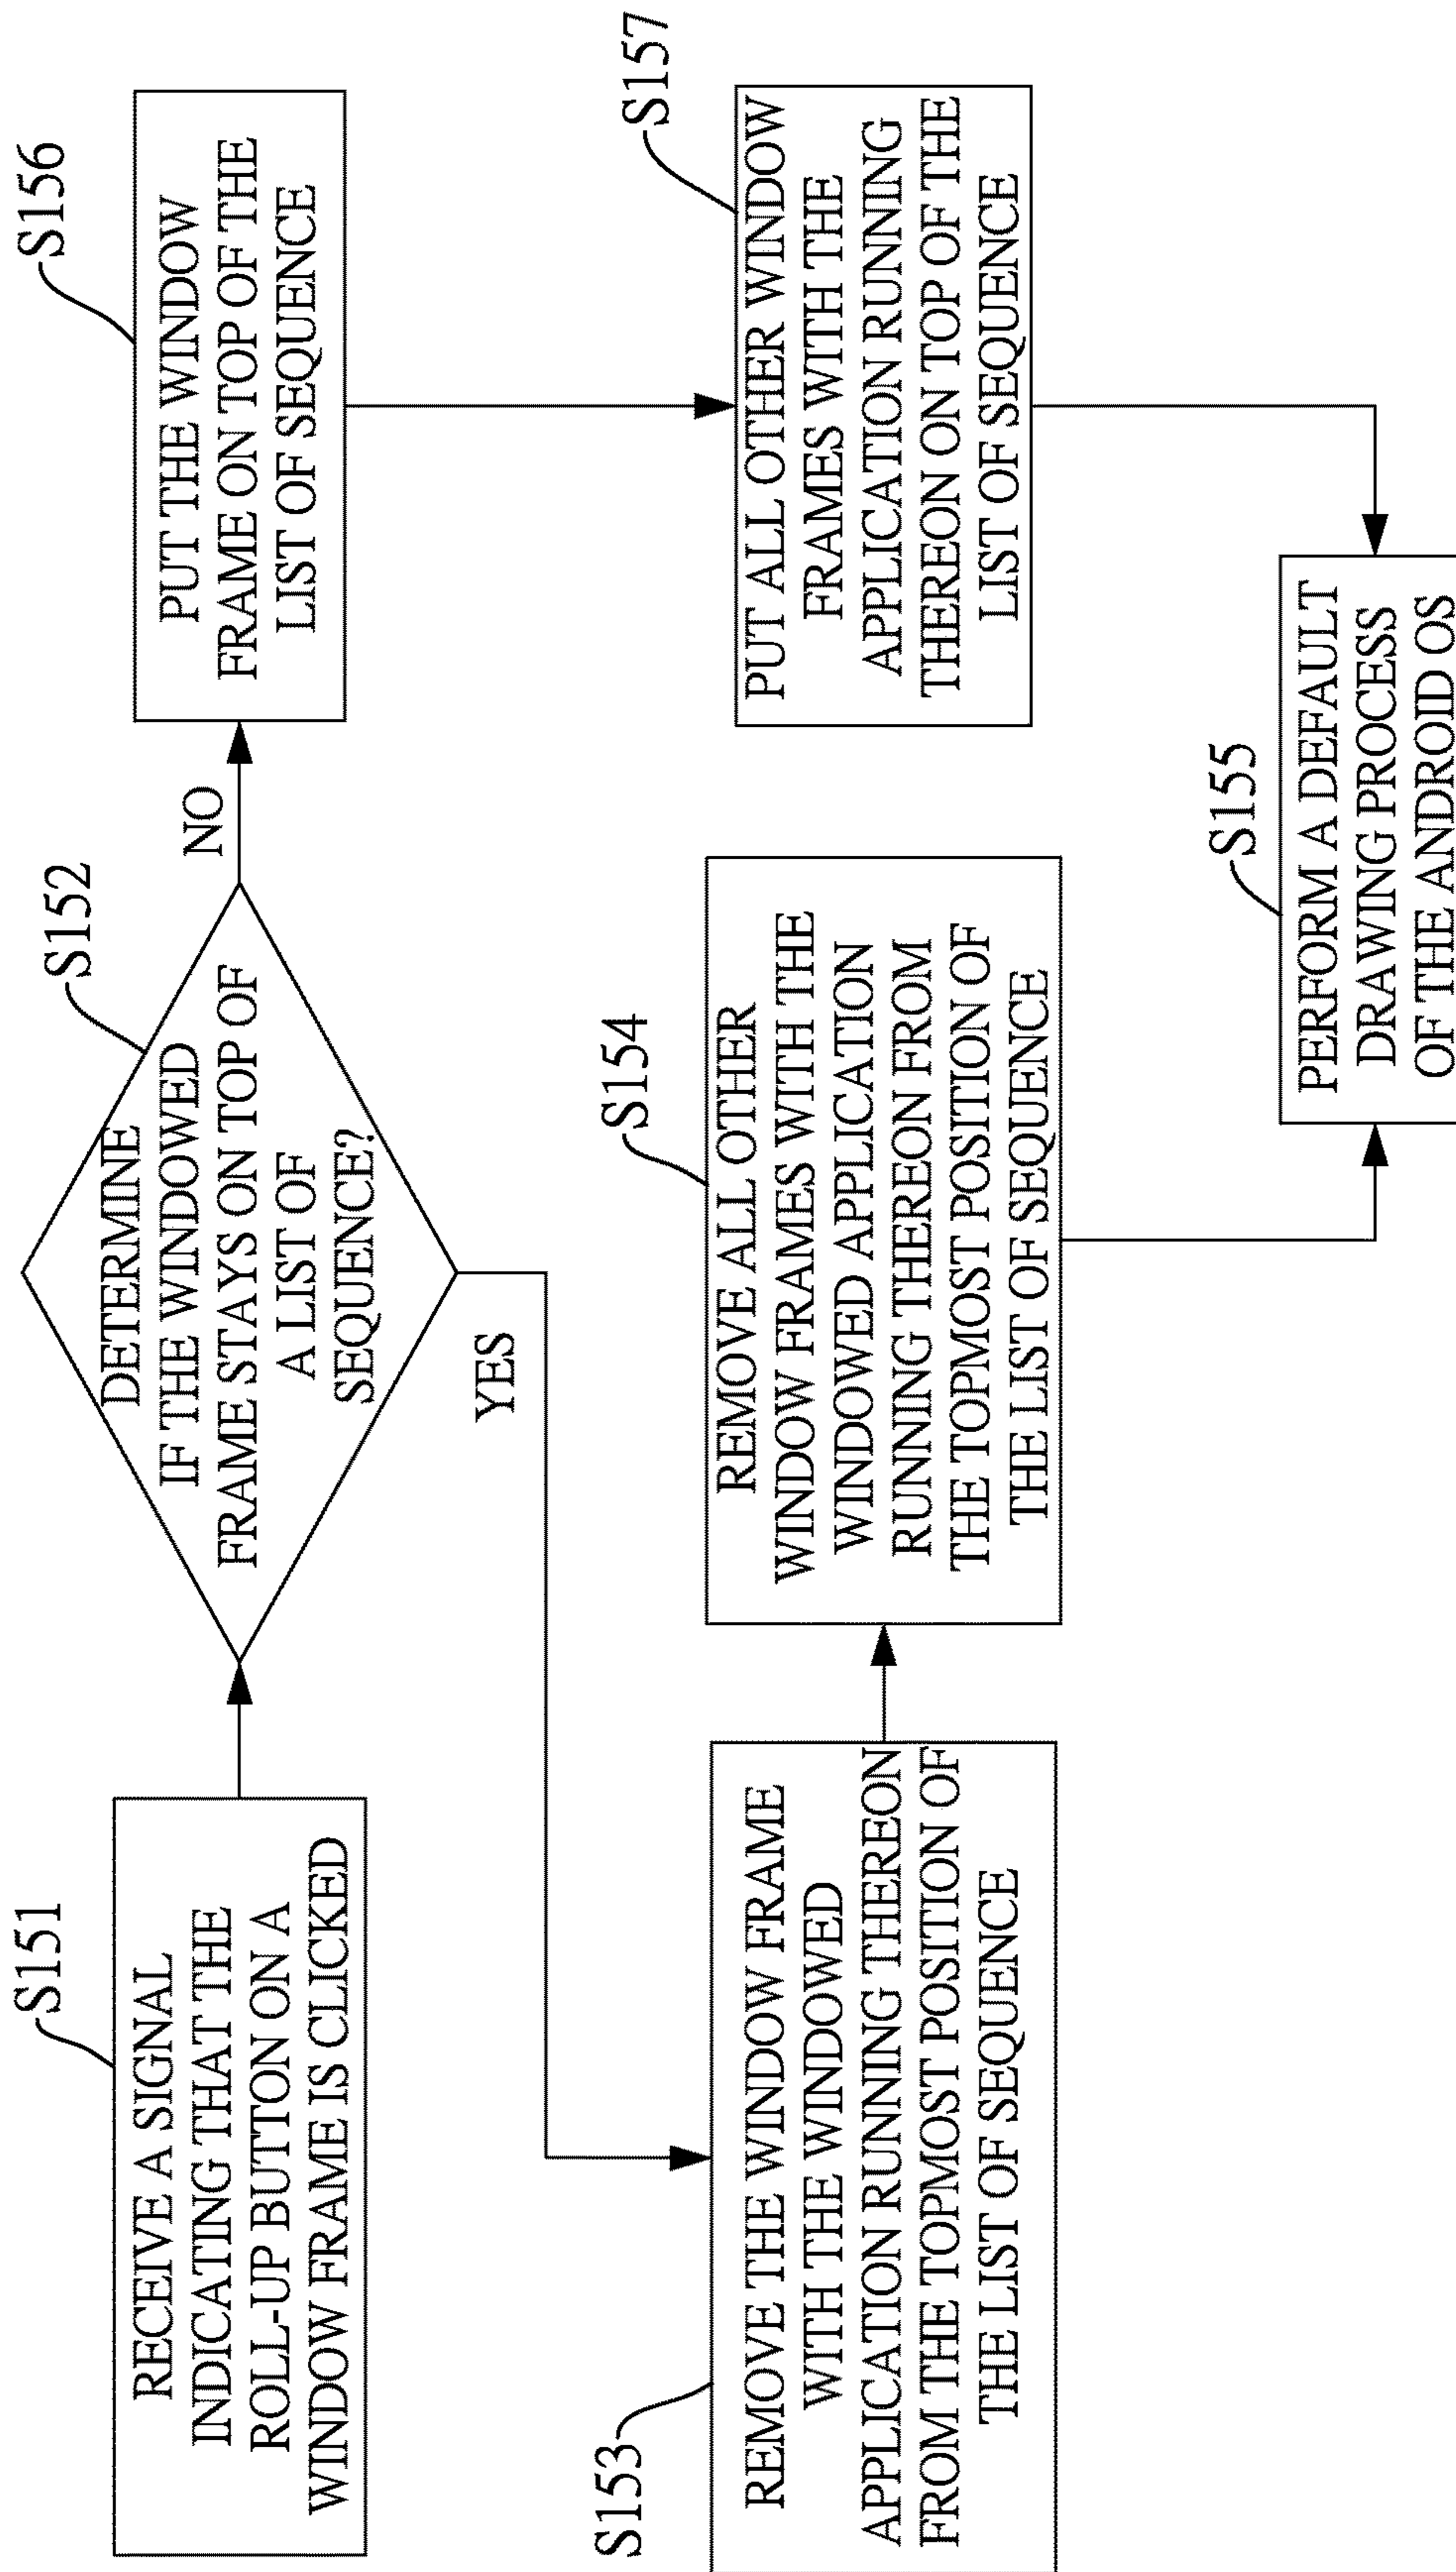 S151
RECEIVE A SIGNAL
INDICATING THAT THE
ROLL-UP BUTTON ON A
WINDOW FRAME IS CLICKED
S152
DETERMINE
IF THE WINDOWED
FRAME STAYS ON TOP OF
A LIST OF
SEQUENCE?
NO
YES
S156
PUT THE WINDOW
FRAME ON TOP OF THE
LIST OF SEQUENCE
S153
REMOVE THE WINDOW FRAME
WITH THE WINDOWED
APPLICATION RUNNING THEREON
FROM THE TOPMOST POSITION OF
THE LIST OF SEQUENCE
S154
REMOVE ALL OTHER
WINDOW FRAMES WITH THE
WINDOWED APPLICATION
RUNNING THEREON FROM
THE TOPMOST POSITION OF
THE LIST OF SEQUENCE
S157
PUT ALL OTHER WINDOW
FRAMES WITH THE
APPLICATION RUNNING
THEREON ON TOP OF THE
LIST OF SEQUENCE
S155
PERFORM A DEFAULT
DRAWING PROCESS
OF THE ANDROID OS